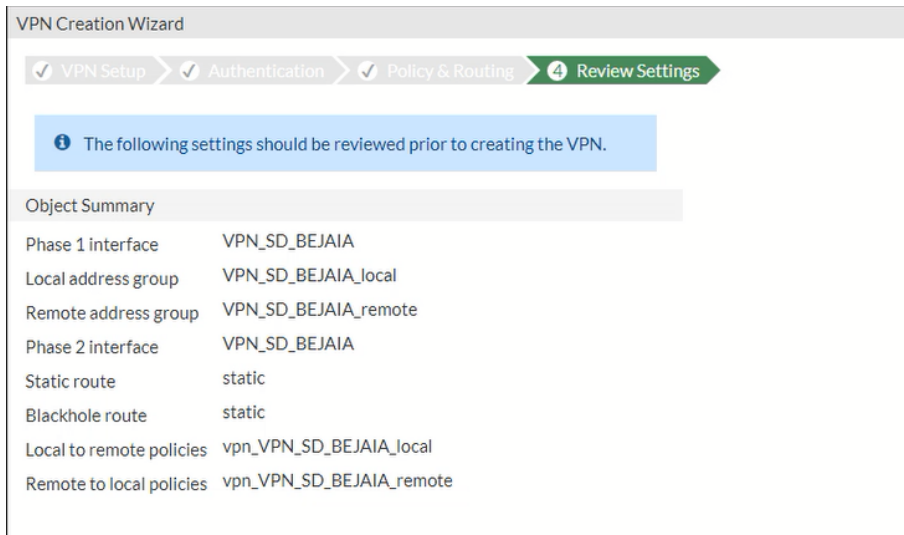 VPN Creation Wizard
VPN Setup Authentication Policy & Routing 4 Review Settings
The following settings should be reviewed prior to creating the VPN.
Object Summary
Phase 1 interface VPN_SD_BEJAIA
Local address group VPN_SD_BEJAIA_local
Remote address group VPN_SD_BEJAIA_remote
Phase 2 interface VPN_SD_BEJAIA
Static route static
Blackhole route static
Local to remote policies vpn_VPN_SD_BEJAIA_local
Remote to local policies vpn_VPN_SD_BEJAIA_remote